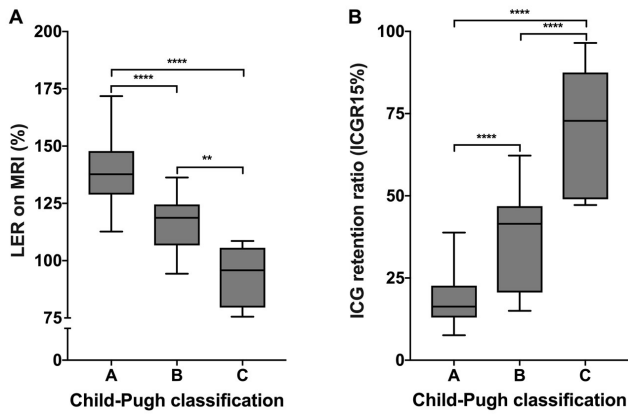 A
LER on MRI (%)
200
175
150
125
100
75
0
****
****
**
A B C
Child-Pugh classification
B
ICG retention ratio (ICGR15%)
100
75
50
25
0
****
****
****
A B C
Child-Pugh classification